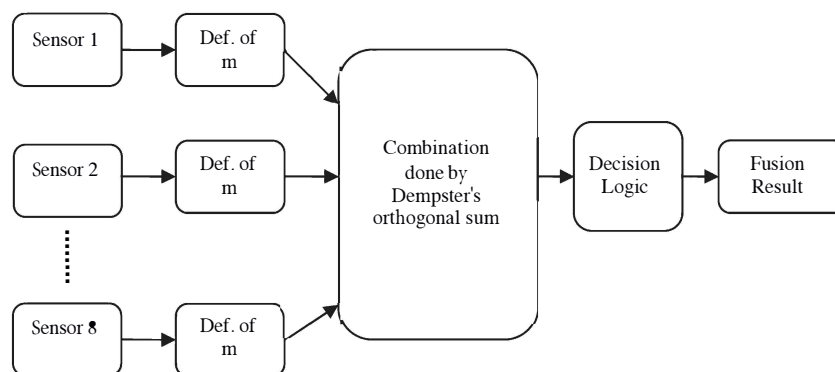 Sensor 1
Def. of
m
Sensor 2
Def. of
m
Sensor 8
Def. of
m
Combination
done by
Dempster's
orthogonal sum
Decision
Logic
Fusion
Result